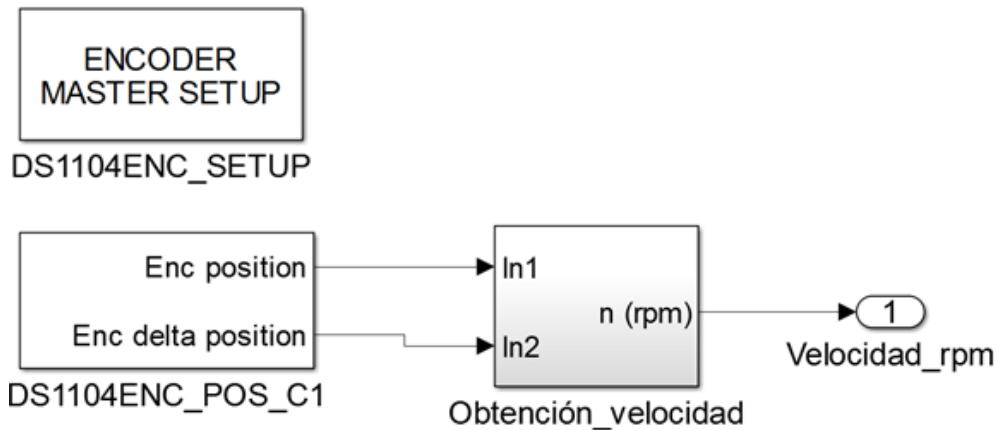 ENCODER
MASTER SETUP
DS1104ENC_SETUP
Enc position
Enc delta position
DS1104ENC_POS_C1
In1
In2
n (rpm)
Obtención_velocidad
1
Velocidad_rpm